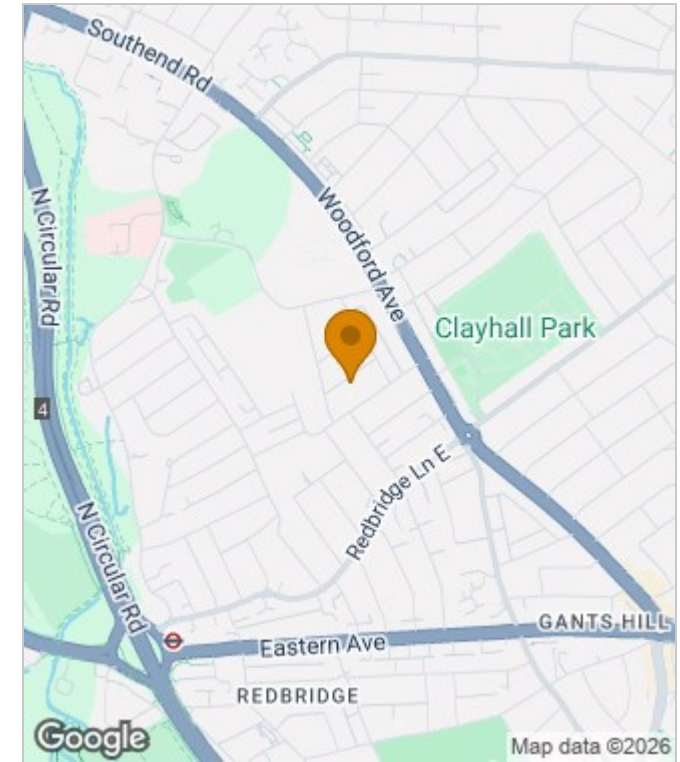 Southend Rd
Woodford Ave
N Circular Rd
Clayhall Park
4
Redbridge Ln E
N Circular Rd
GANTS HILL
Eastern Ave
REDBRIDGE
Google
Map data ©2026